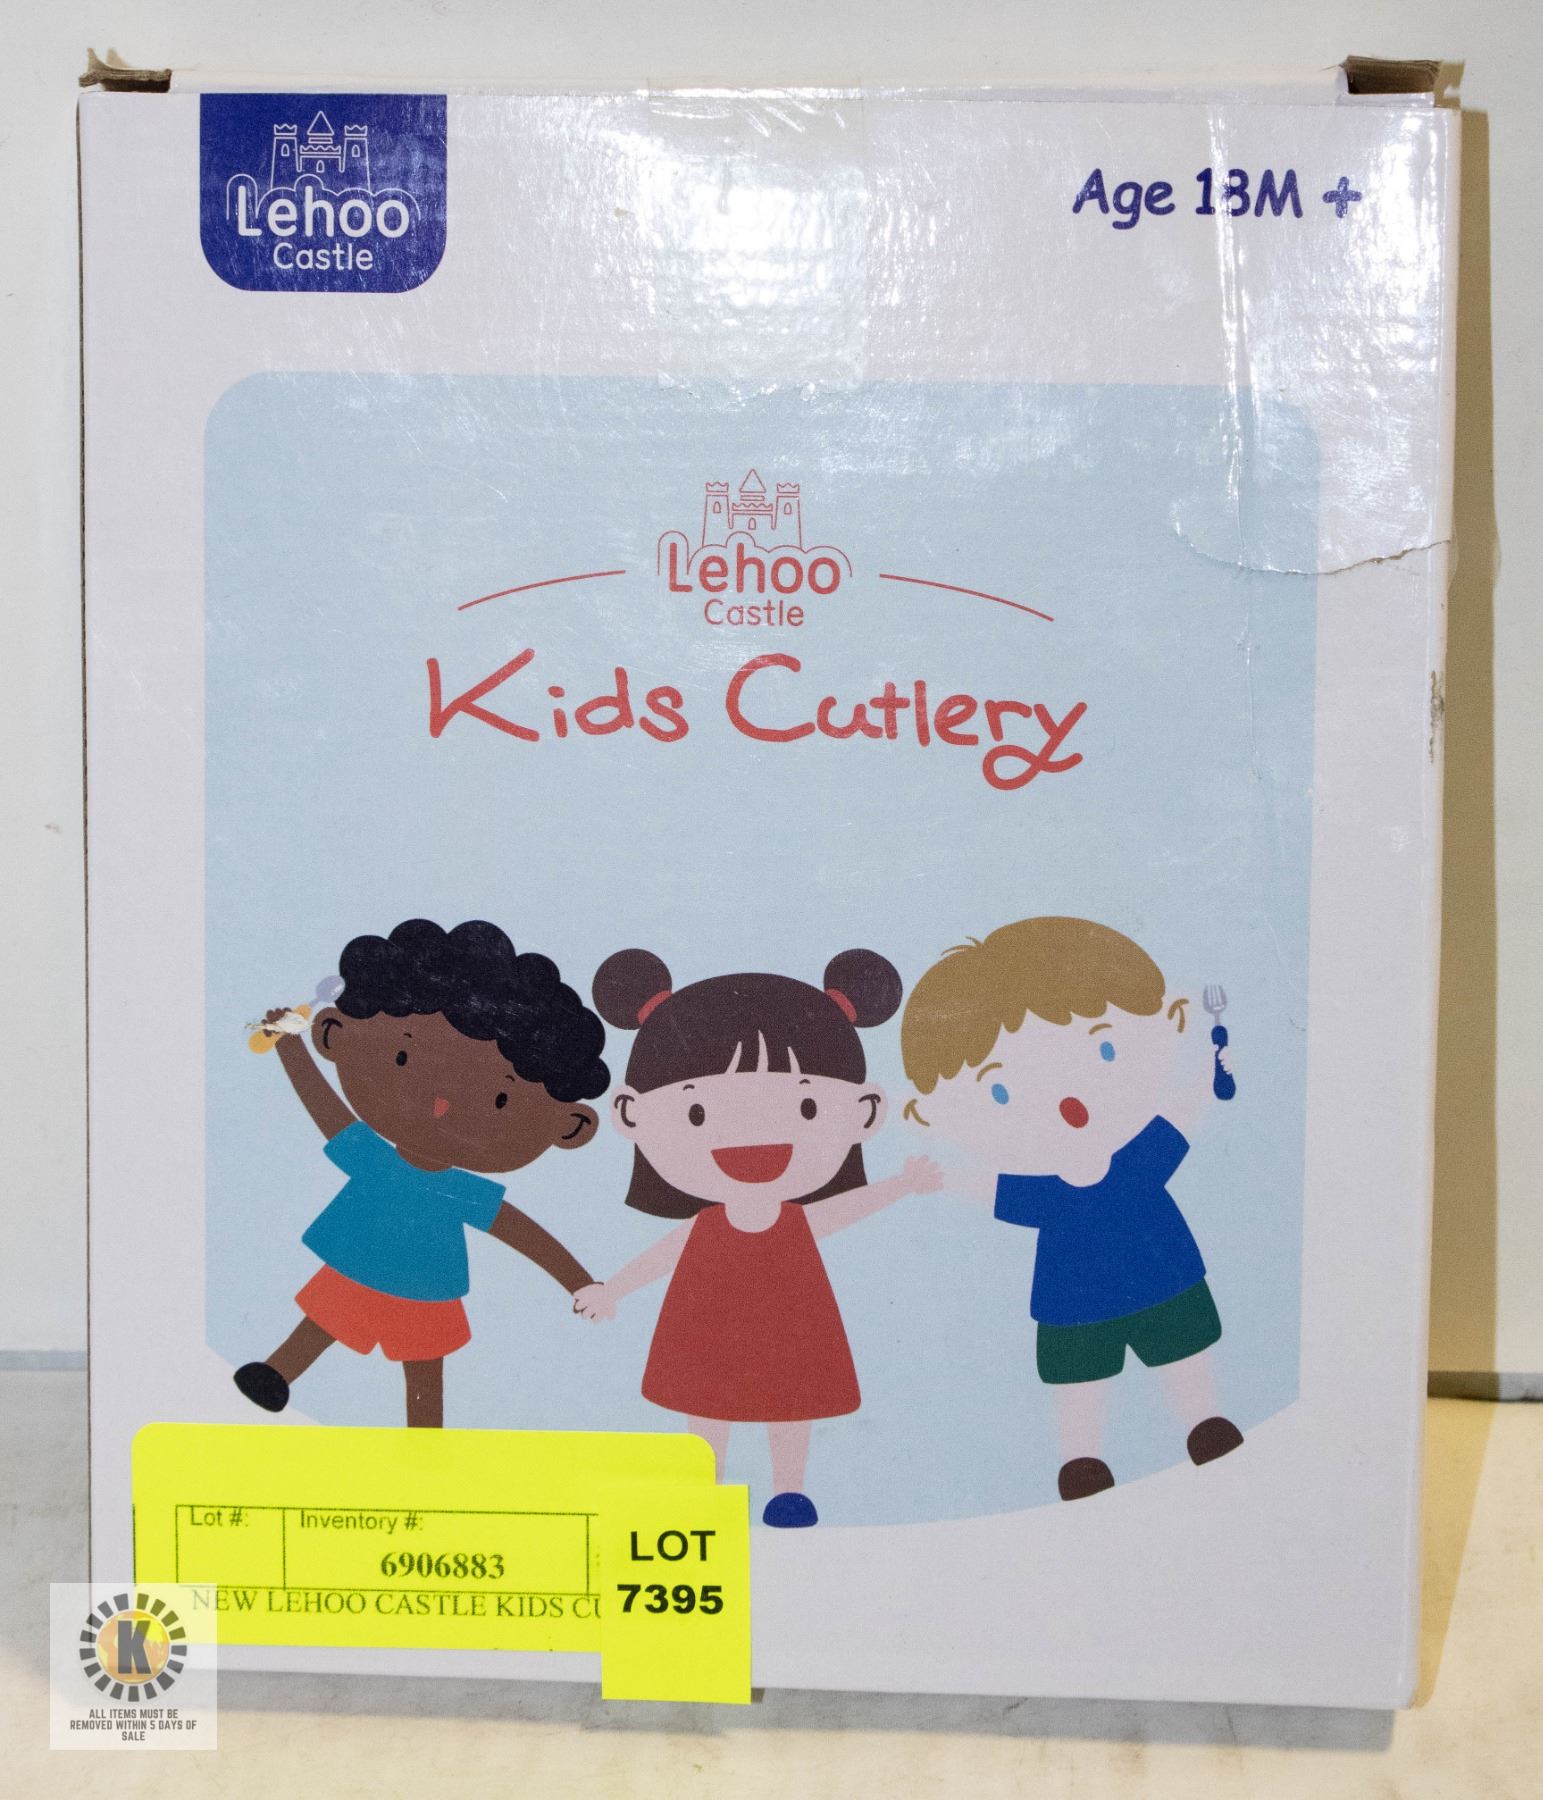 Lehoo
Castle
Age 18M +
Lehoo
Castle
Kids Cutlery
Lot #:
Inventory #:
6906883
NEW LEHOO CASTLE KIDS
LOT
7395
K
ALL ITEMS MUST BE
REMOVED WITHIN 5 DAYS OF
SALE